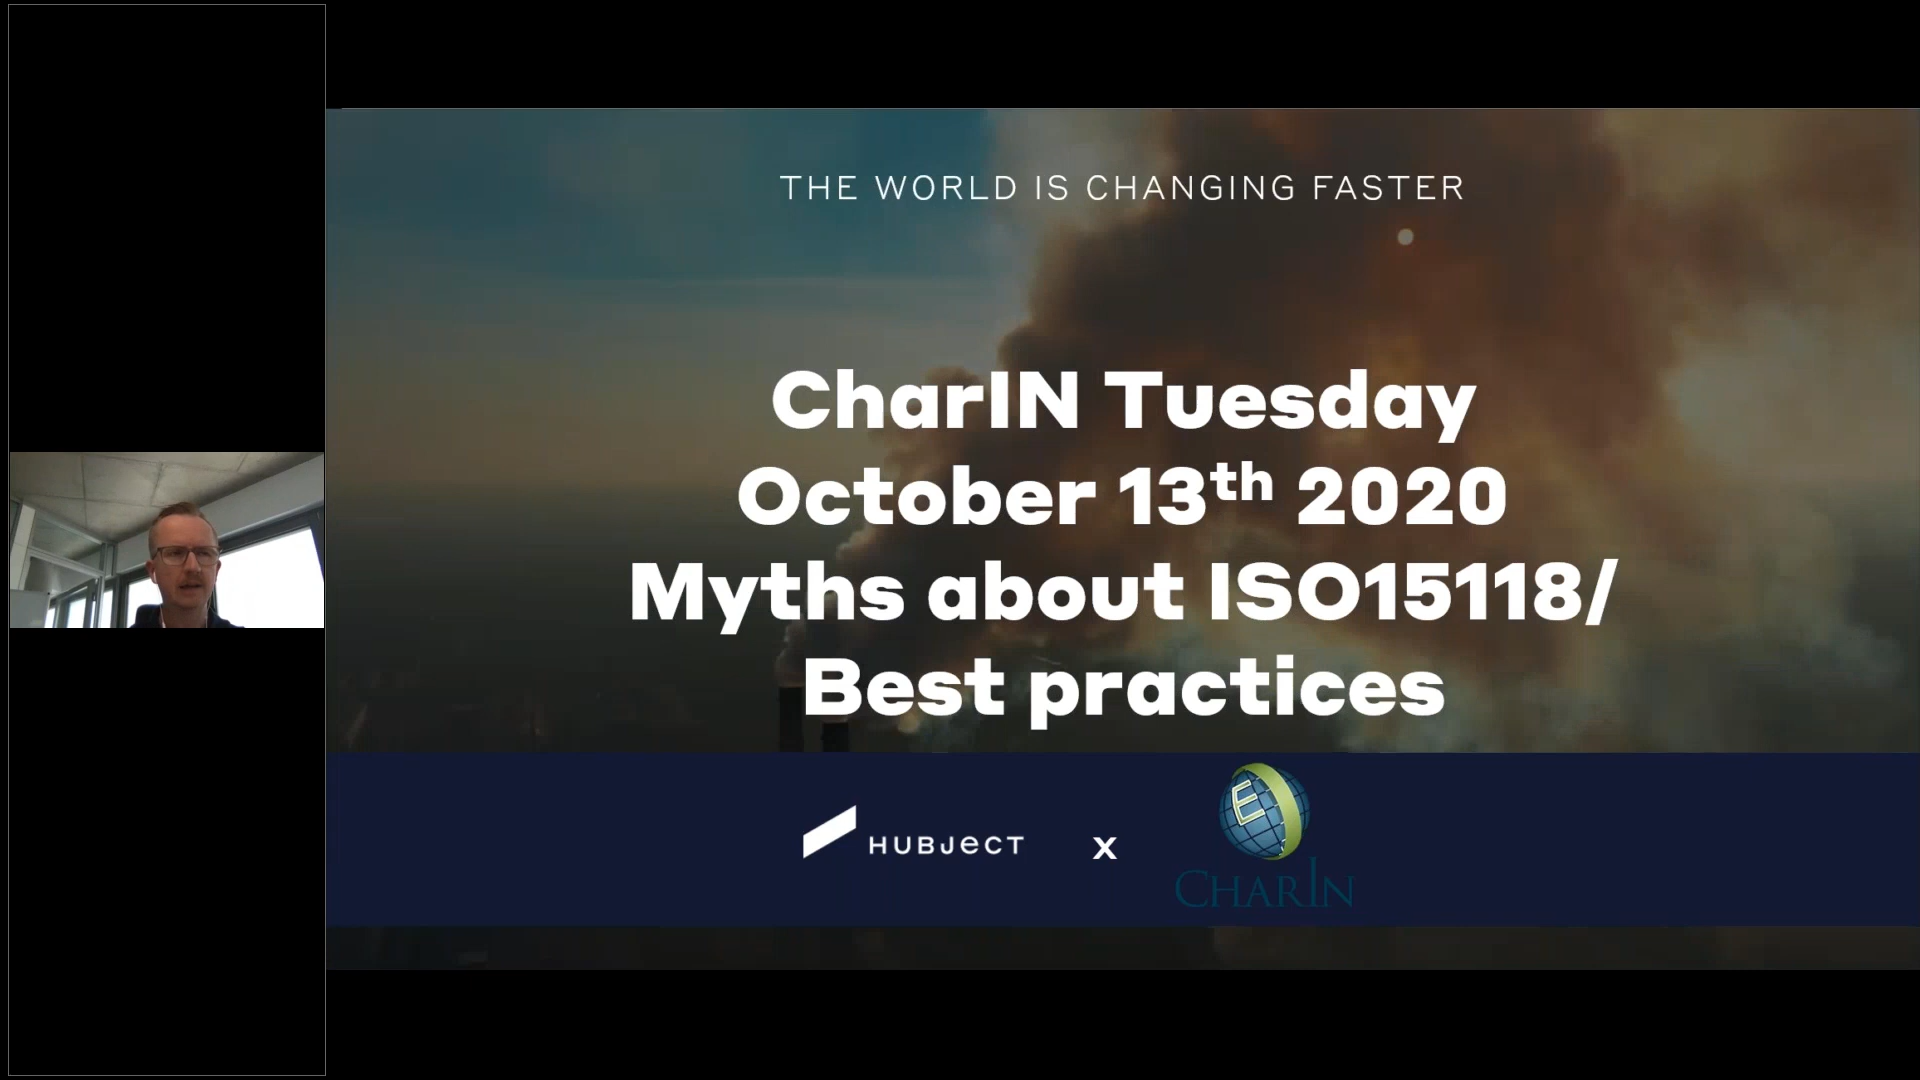 THE WORLD IS CHANGING FASTER
CharIN Tuesday
October 13th 2020
Myths about ISO15118/
Best practices
HUBJECT
x
E
CHARIN